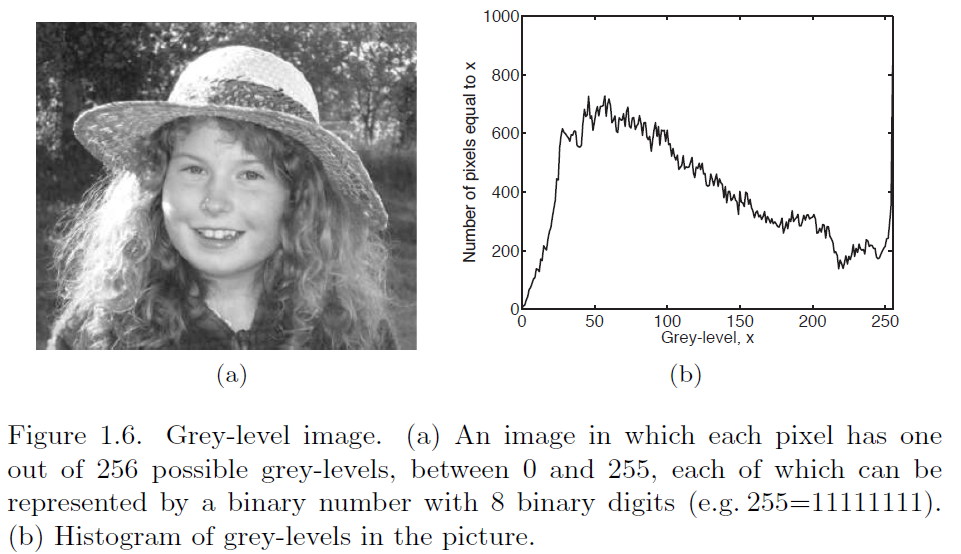 1000
800
600
400
200
0
Number of pixels equal to x
0 50 100 150 200 250
Grey-level, x
(a)
(b)
Figure 1.6. Grey-level image. (a) An image in which each pixel has one
out of 256 possible grey-levels, between 0 and 255, each of which can be
represented by a binary number with 8 binary digits (e.g. 255=11111111).
(b) Histogram of grey-levels in the picture.